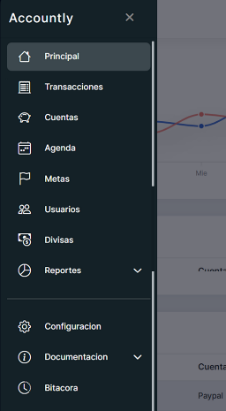 Accountly
Principal
Transacciones
Cuentas
Agenda
Metas
Mie
Usuarios
Divisas
Reportes
Cuenta
Configuracion
Documentacion
Cuenta
Bitacora
Paypal